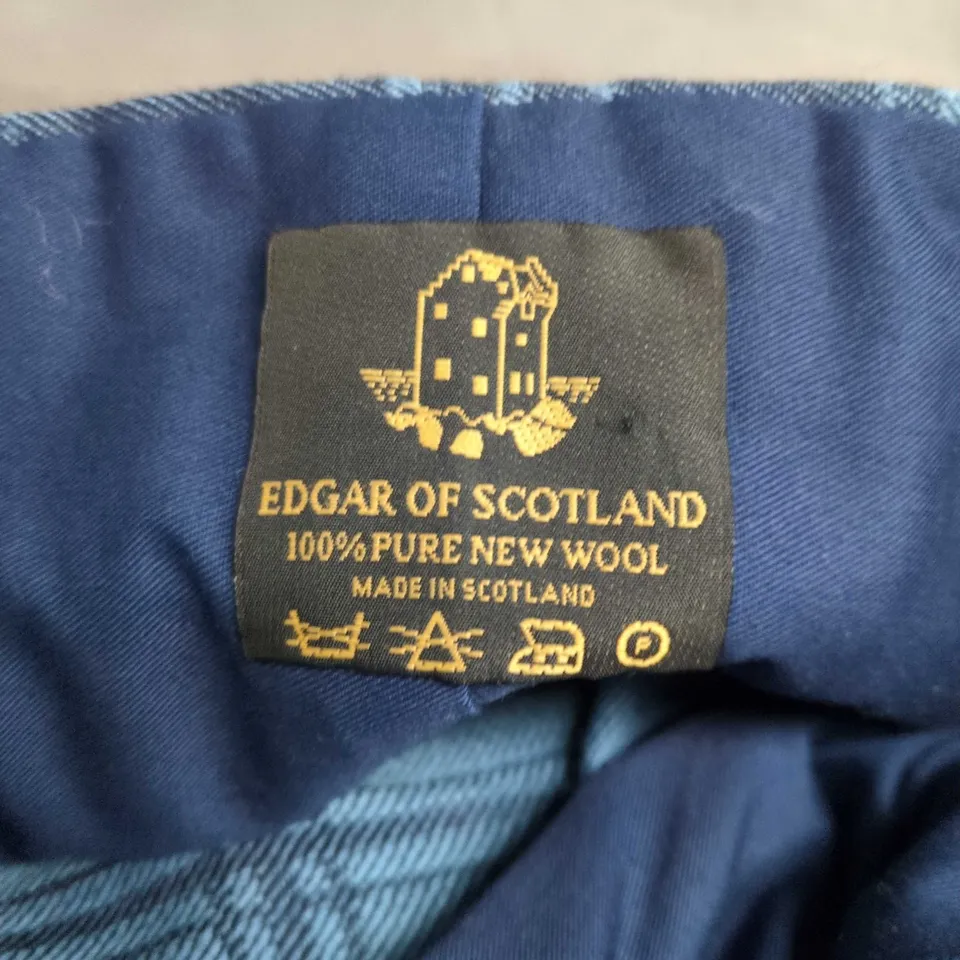 EDGAR OF SCOTLAND
100% PURE NEW WOOL
MADE IN SCOTLAND
P